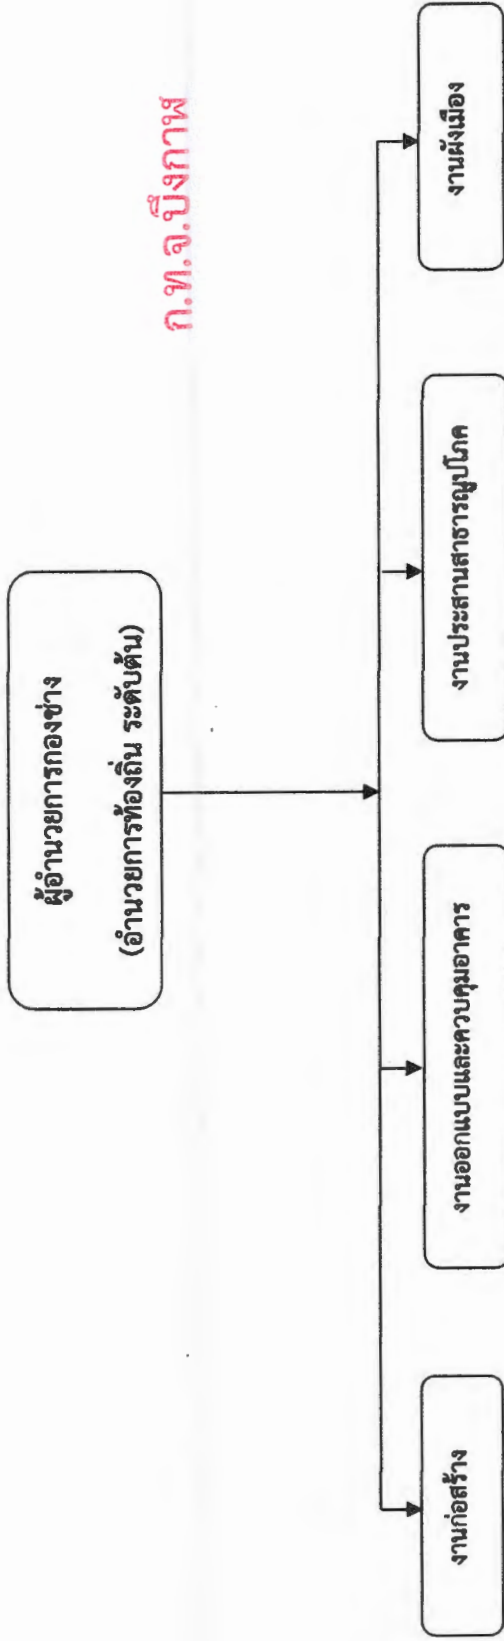 ผู้อำนวยการกองช่าง
(อำนวยการท้องถิ่น ระดับต้น)
ก.ท.จ.บึงกาฬ
งานก่อสร้าง
งานออกแบบและควบคุมอาคาร
งานประสานสาธารณูปโภค
งานผังเมือง